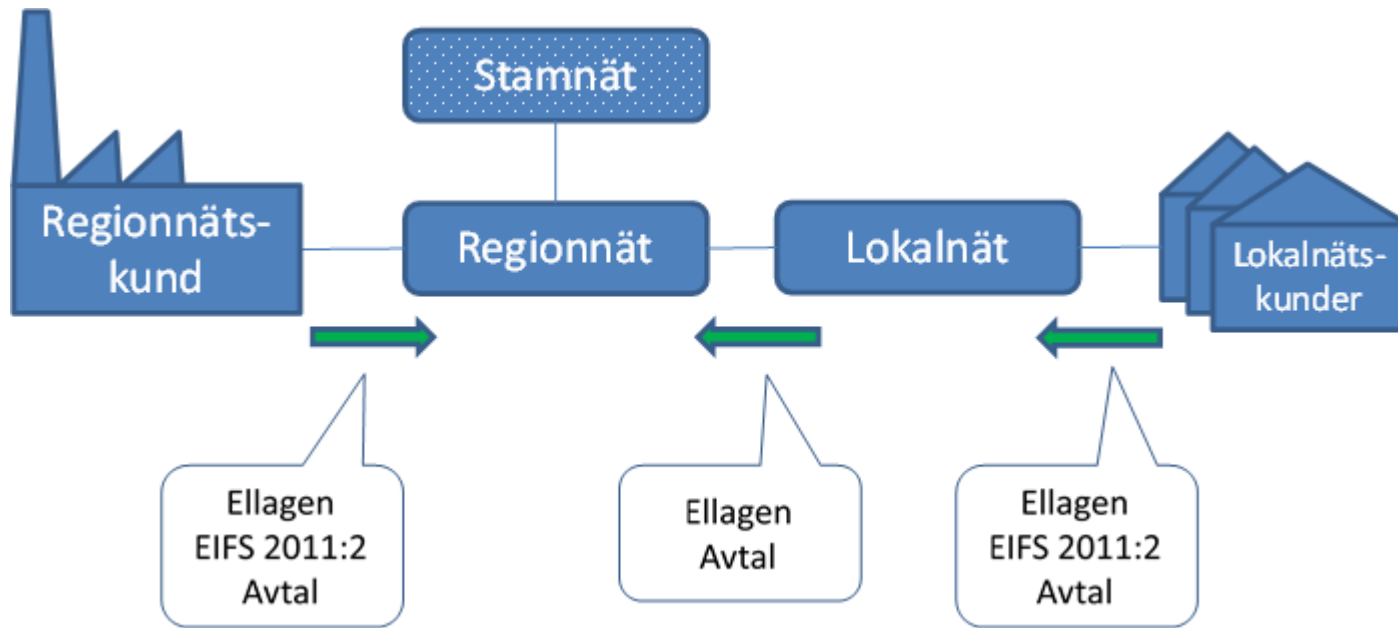 Stamnät
Regionnäts-
kund
Regionnät
Lokalnät
Lokalnäts-
kunder
Ellagen
EIFS 2011:2
Avtal
Ellagen
Avtal
Ellagen
EIFS 2011:2
Avtal